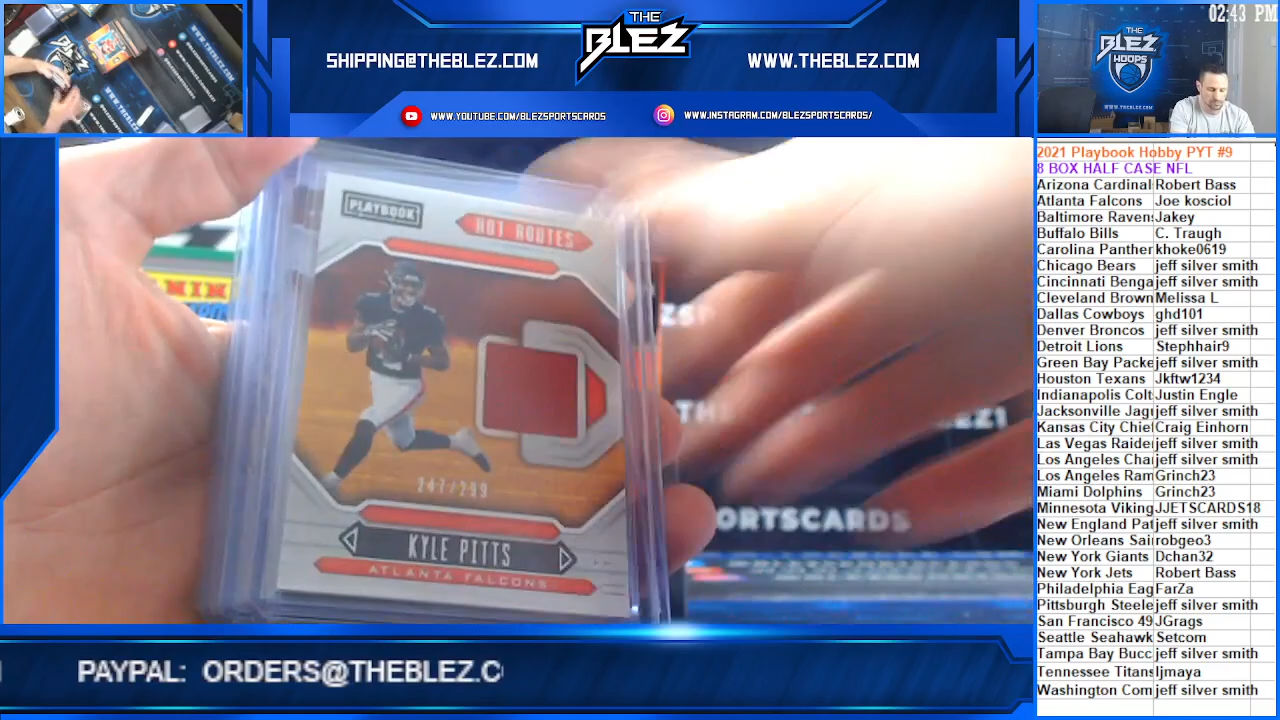 THE
BLEZ
SHIPPING@THEBLEZ.COM
WWW.THEBLEZ.COM
WWW.YOUTUBE.COM/BLEZSPORTSCARDS
WWW.INSTAGRAM.COM/BLEZSPORTSCARDS/
02:43 PM
THE
BLEZ
HOOPS
WWW.THEBLEZ.COM
PLAYBOOK
HOT ROUTES
247/299
KYLE PITTS
ATLANTA FALCONS
ORTSCARDS
PAYPAL: ORDERS@THEBLEZ.C
2021 Playbook Hobby PYT #9
8 BOX HALF CASE NFL
Arizona Cardinal Robert Bass
Atlanta Falcons Joe kosciol
Baltimore Raven Jakey
Buffalo Bills C. Traugh
Carolina Panther khoke0619
Chicago Bears jeff silver smith
Cincinnati Benga jeff silver smith
Cleveland Brown Melissa L
Dallas Cowboys ghd101
Denver Broncos jeff silver smith
Detroit Lions Stephhair9
Green Bay Packe jeff silver smith
Houston Texans Jkftw1234
Indianapolis Colt Justin Engle
Jacksonville Jag jeff silver smith
Kansas City Chief Craig Einhorn
Las Vegas Raide jeff silver smith
Los Angeles Cha jeff silver smith
Los Angeles Ram Grinch23
Miami Dolphins Grinch23
Minnesota Viking JJETSCARDS18
New England Pat jeff silver smith
New Orleans Sai robgeo3
New York Giants Dchan32
New York Jets Robert Bass
Philadelphia Eag FarZa
Pittsburgh Steele jeff silver smith
San Francisco 49 JGrags
Seattle Seahawk Setcom
Tampa Bay Bucc jeff silver smith
Tennessee Titans ljmaya
Washington Com jeff silver smith